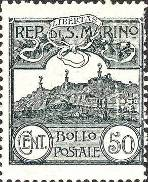 LIBERTAS
REP. DI S. MARINO
CENT. 50
BOLLO
POSTALE